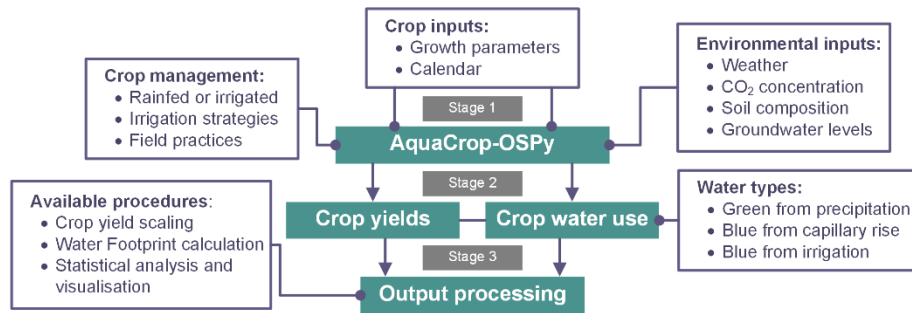 Crop inputs:
• Growth parameters
• Calendar
Crop management:
• Rainfed or irrigated
• Irrigation strategies
• Field practices
Environmental inputs:
• Weather
• CO₂ concentration
• Soil composition
• Groundwater levels
Stage 1
AquaCrop-OSPy
Stage 2
Available procedures:
• Crop yield scaling
• Water Footprint calculation
• Statistical analysis and
visualisation
Crop yields
Crop water use
Water types:
• Green from precipitation
• Blue from capillary rise
• Blue from irrigation
Stage 3
Output processing